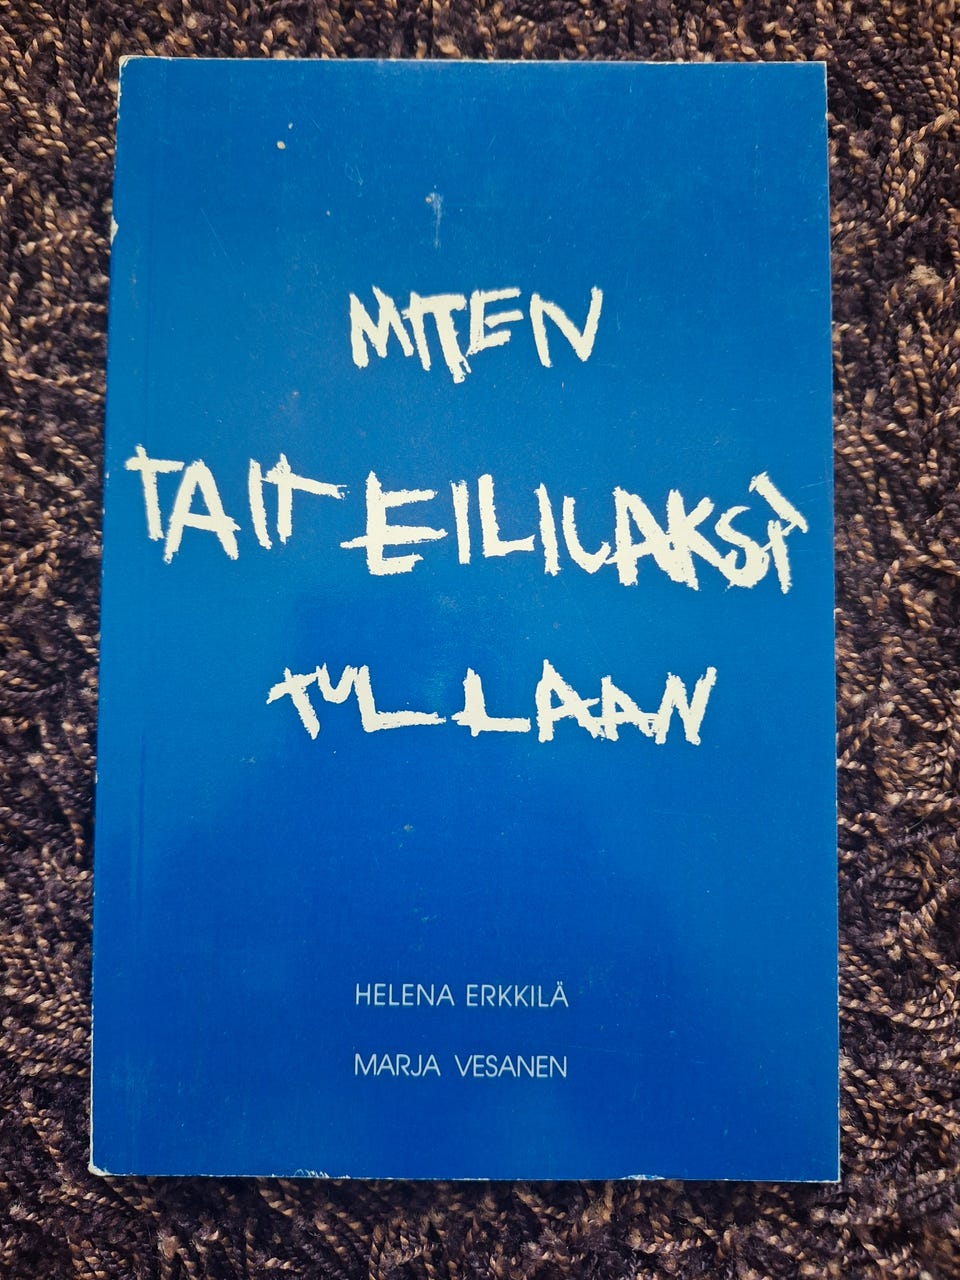 MITEN
TAITEILIJAKSI
TULLAAN
HELENA ERKKILÄ
MARJA VESANEN